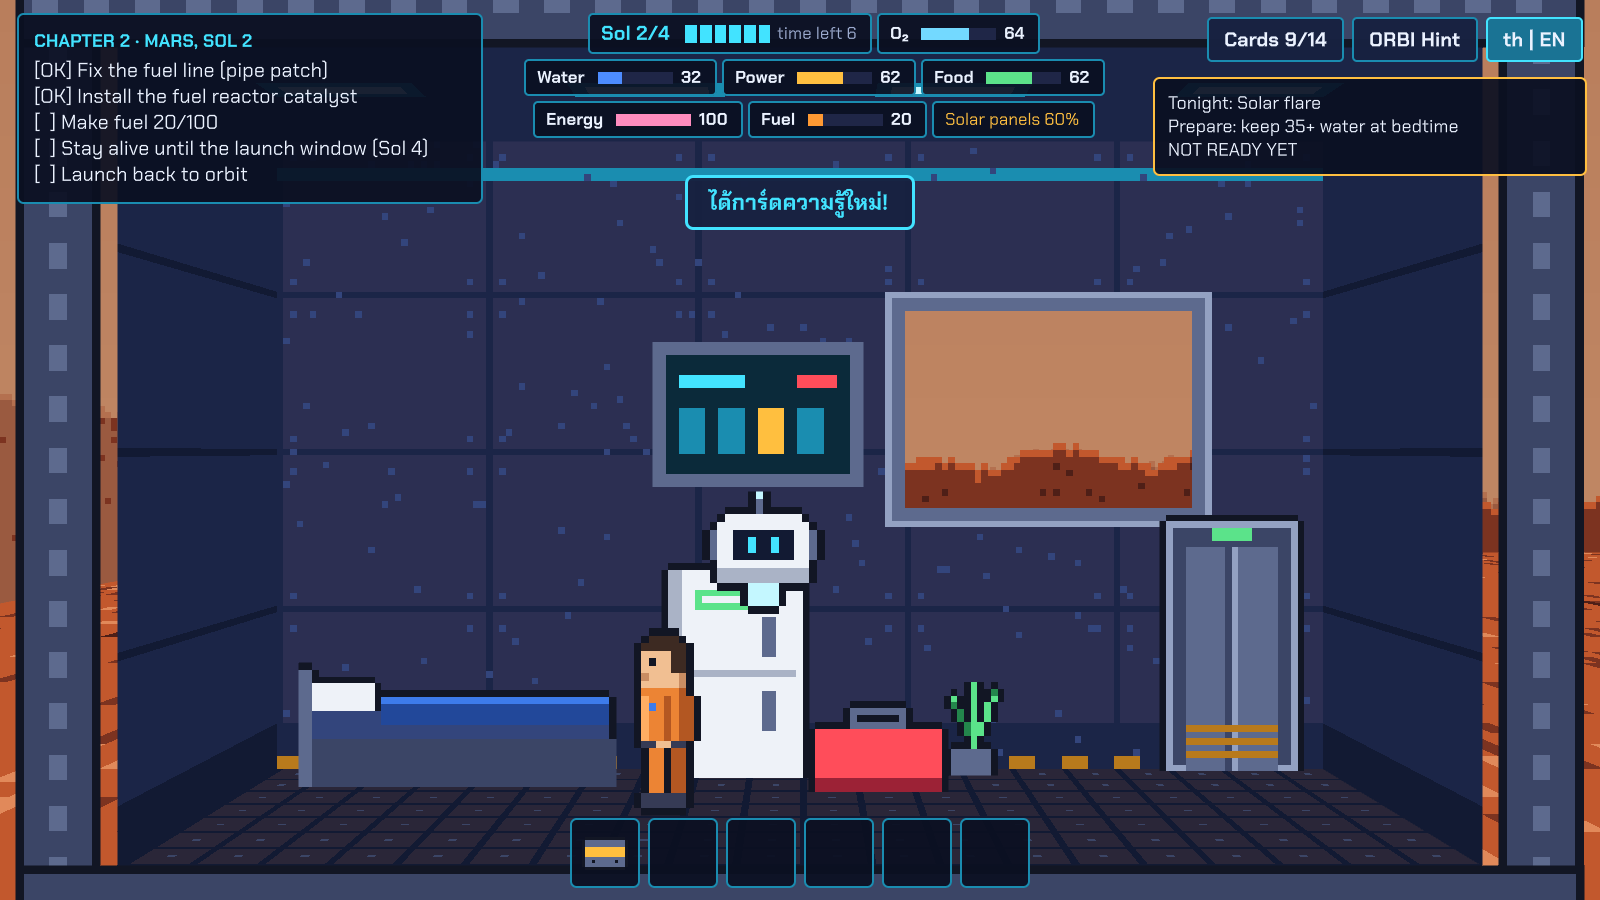 CHAPTER 2 · MARS, SOL 2
[OK] Fix the fuel line (pipe patch)
[OK] Install the fuel reactor catalyst
[ ] Make fuel 20/100
[ ] Stay alive until the launch window (Sol 4)
[ ] Launch back to orbit
Sol 2/4 time left 6
O₂ 64
Water 32
Power 62
Food 62
Energy 100
Fuel 20
Solar panels 60%
Cards 9/14
ORBI Hint
th | EN
Tonight: Solar flare
Prepare: keep 35+ water at bedtime
NOT READY YET
ได้การ์ดความรู้ใหม่!